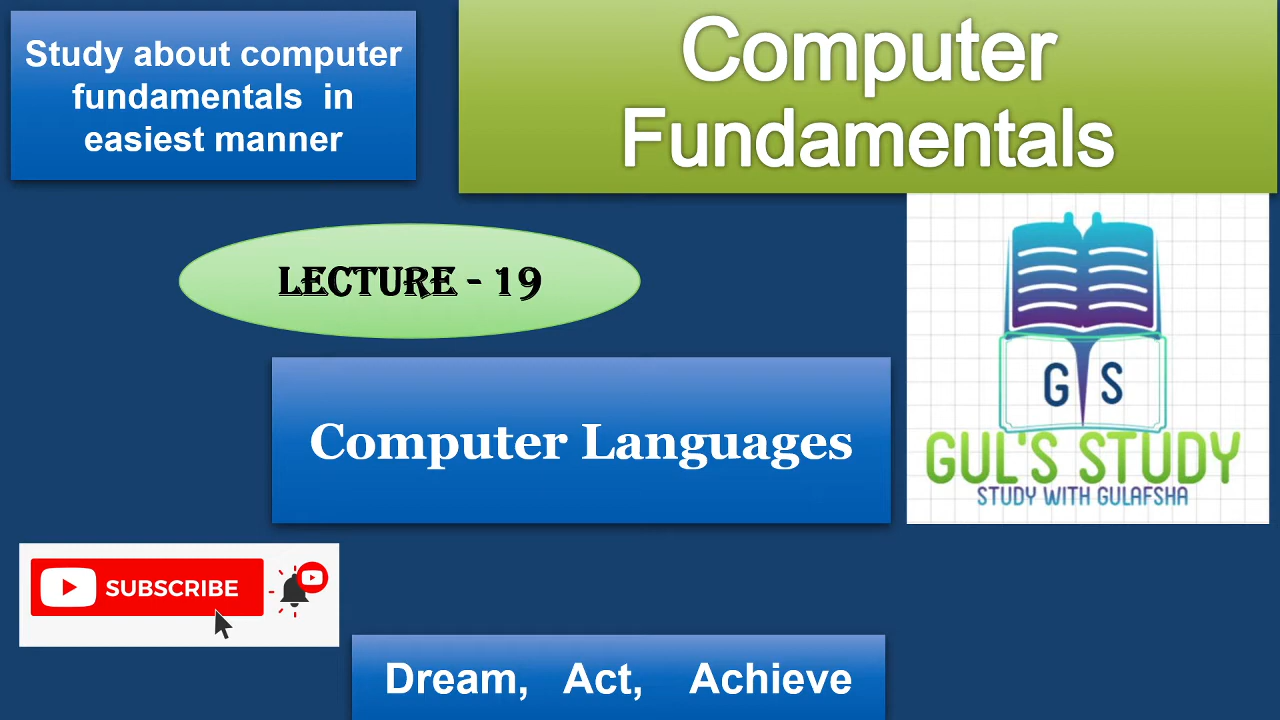 Study about computer
fundamentals in
easiest manner
Computer
Fundamentals
LECTURE - 19
Computer Languages
G S
GUL'S STUDY
STUDY WITH GULAFSHA
SUBSCRIBE
Dream, Act, Achieve